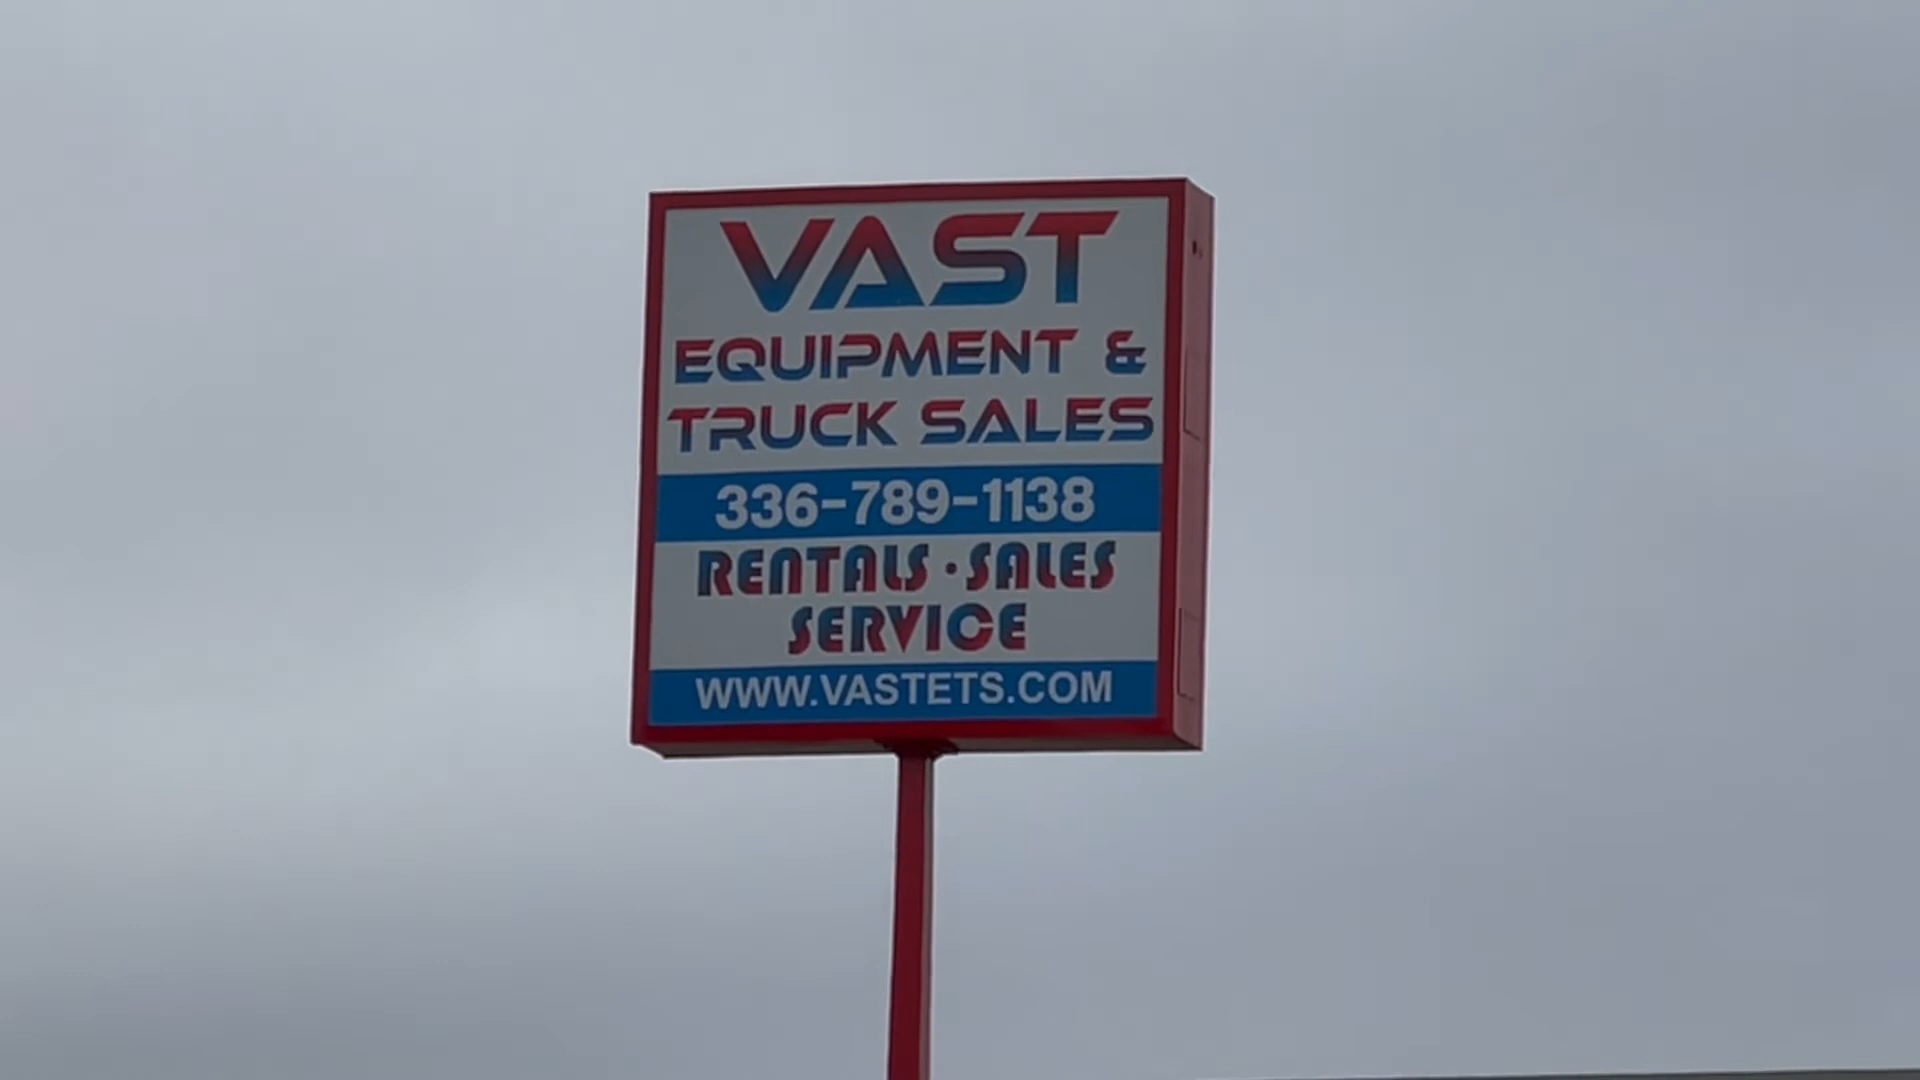 VAST
EQUIPMENT &
TRUCK SALES
336-789-1138
RENTALS · SALES
SERVICE
WWW.VASTETS.COM